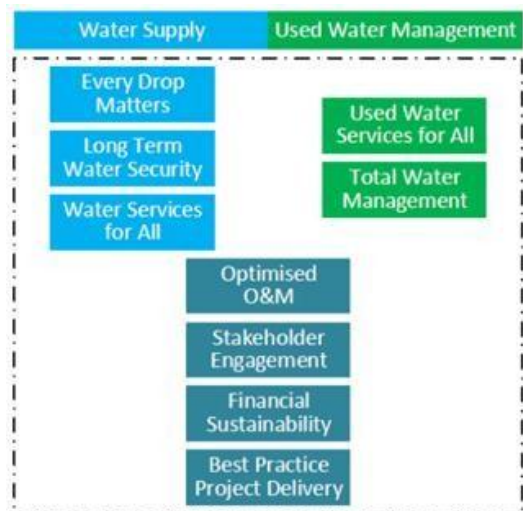 Water Supply
Used Water Management
Every Drop
Matters
Long Term
Water Security
Water Services
for All
Used Water
Services for All
Total Water
Management
Optimised
O&M
Stakeholder
Engagement
Financial
Sustainability
Best Practice
Project Delivery